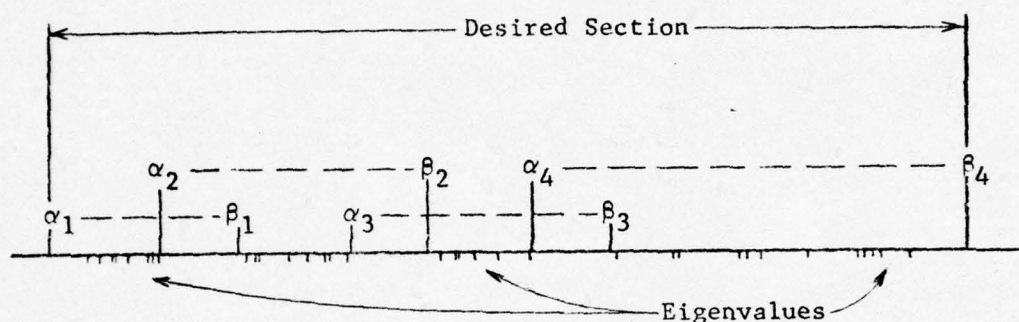 Desired Section
α₂ β₂ α₄ β₄
α₁ β₁ α₃ β₃
Eigenvalues